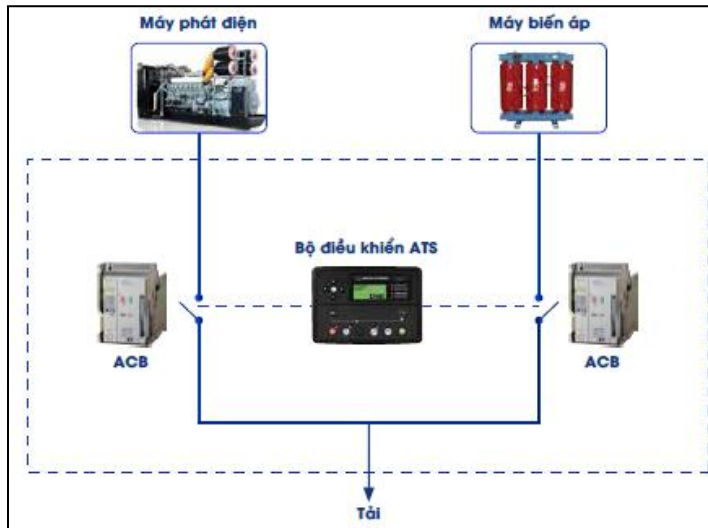 Máy phát điện
Máy biến áp
Bộ điều khiển ATS
ACB
ACB
Tải